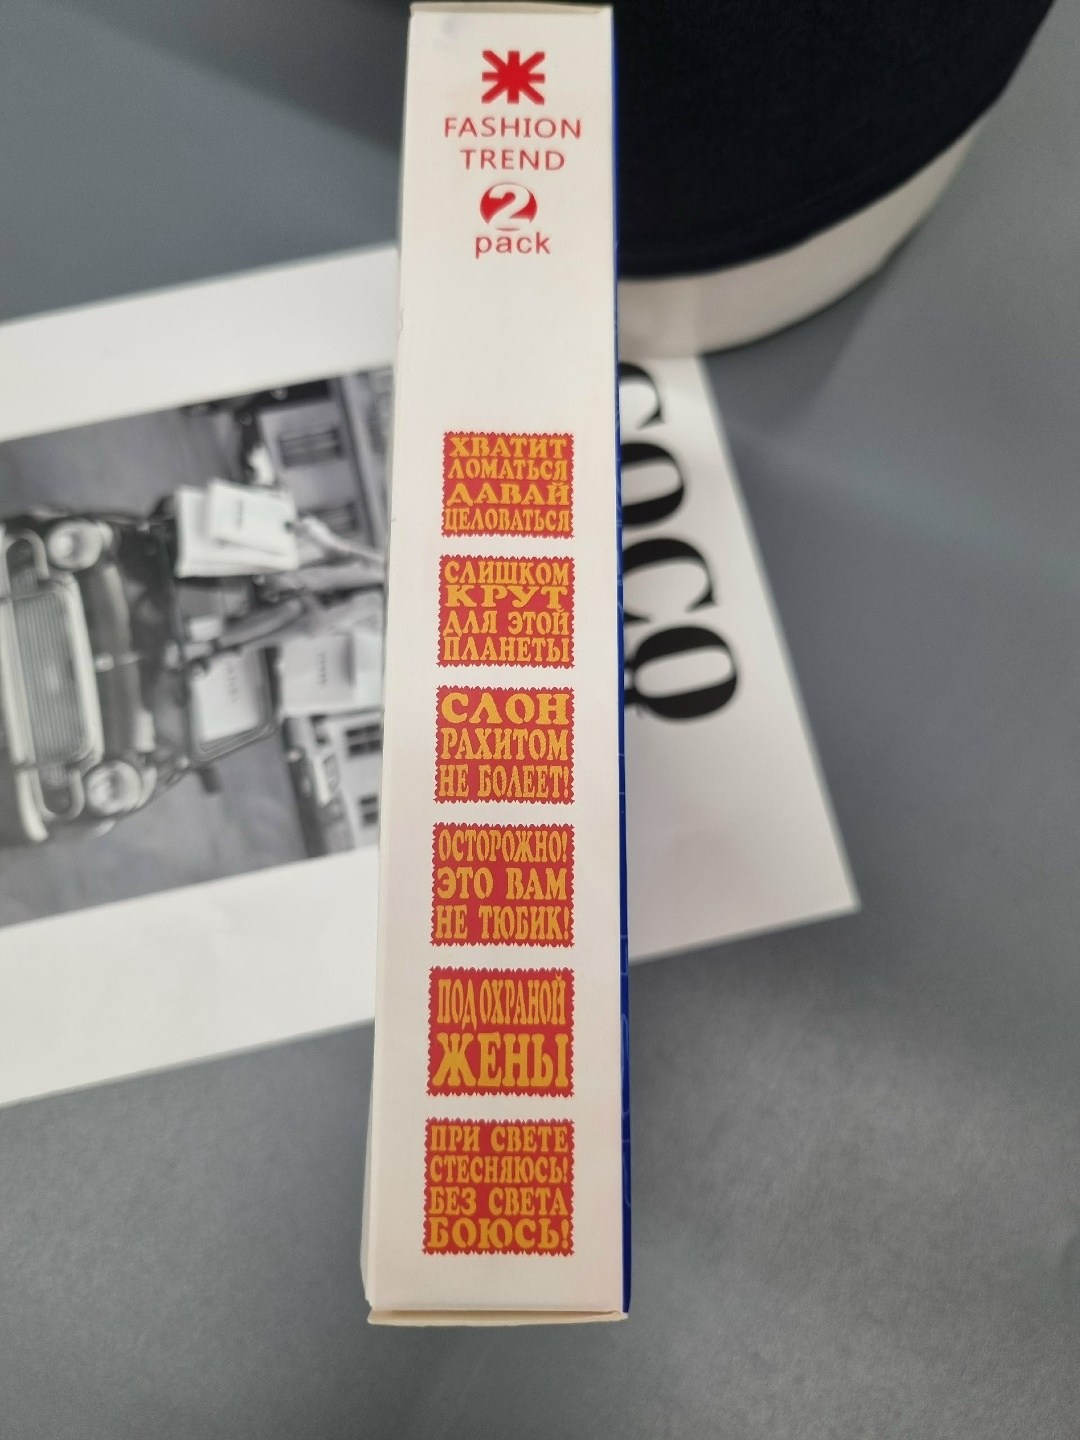 FASHION
TREND
2
pack
ХВАТИТ
ЛОМАТЬСЯ
ДАВАЙ
ЦЕЛОВАТЬСЯ
СЛИШКОМ
КРУТ
ДЛЯ ЭТОЙ
ПЛАНЕТЫ
СЛОН
РАХИТОМ
НЕ БОЛЕЕТ!
ОСТОРОЖНО!
ЭТО ВАМ
НЕ ТЮБИК!
ПОД ОХРАНОЙ
ЖЕНЫ
ПРИ СВЕТЕ
СТЕСНЯЮСЬ!
БЕЗ СВЕТА
БОЮСЬ!
COCO